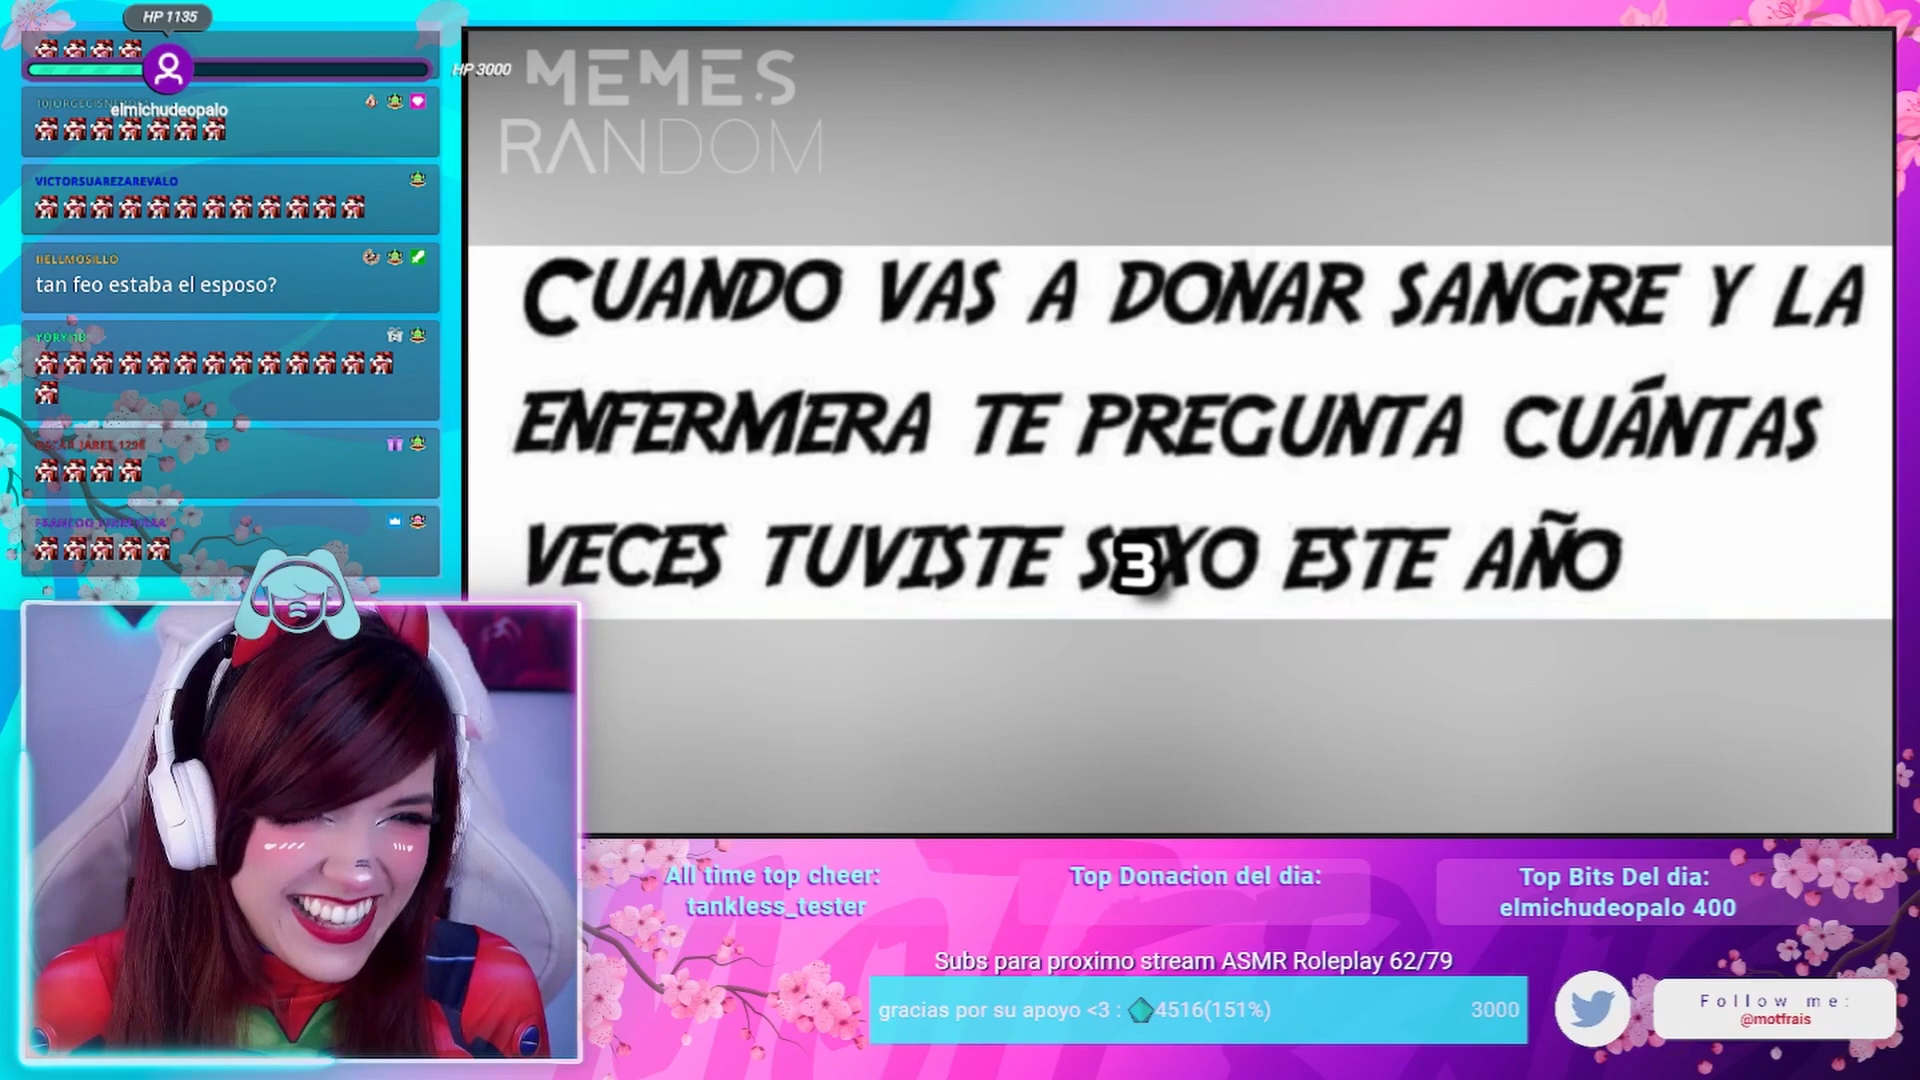 HP 1135
HP 3000
elmichudeopalo
VICTORSUAREZAREVALO
HELLMOSILLO
tan feo estaba el esposo?
MEMES
RANDOM
CUANDO VAS A DONAR SANGRE Y LA
ENFERMERA TE PREGUNTA CUÁNTAS
VECES TUVISTE S3XO ESTE AÑO
All time top cheer:
tankless_tester
Top Donacion del dia:
Top Bits Del dia:
elmichudeopalo 400
Subs para proximo stream ASMR Roleplay 62/79
gracias por su apoyo <3 : 4516(151%)
3000
Follow me:
@motfrais